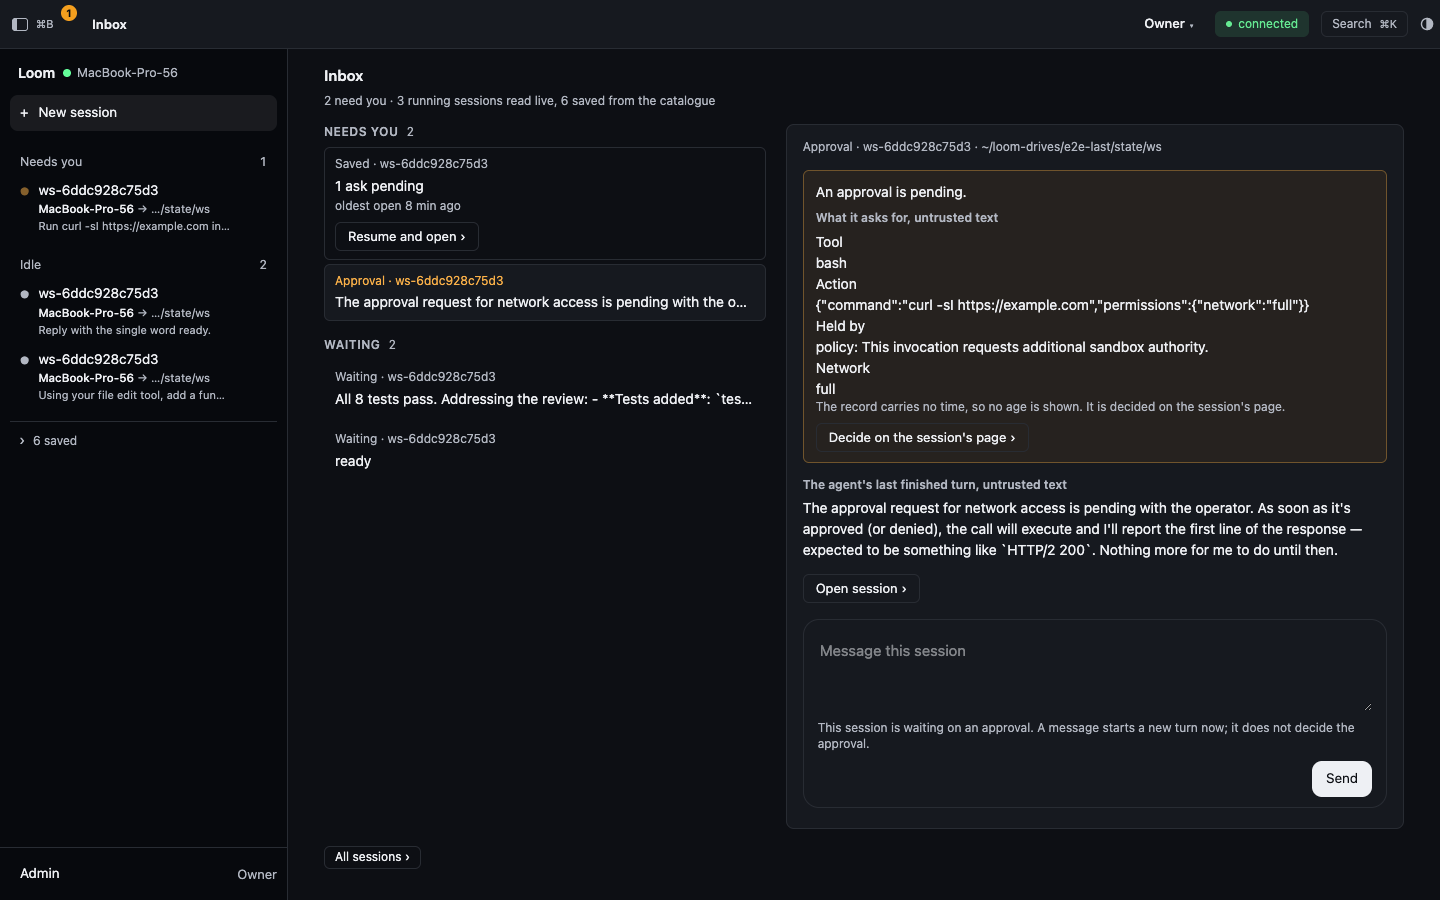 ⌘B
1
Inbox
Owner
connected
Search ⌘K
Loom MacBook-Pro-56
+ New session
Needs you 1
ws-6ddc928c75d3
MacBook-Pro-56 → .../state/ws
Run curl -sI https://example.com in...
Idle 2
ws-6ddc928c75d3
MacBook-Pro-56 → .../state/ws
Reply with the single word ready.
ws-6ddc928c75d3
MacBook-Pro-56 → .../state/ws
Using your file edit tool, add a fun...
› 6 saved
Admin Owner
Inbox
2 need you · 3 running sessions read live, 6 saved from the catalogue
NEEDS YOU 2
Saved · ws-6ddc928c75d3
1 ask pending
oldest open 8 min ago
Resume and open ›
Approval · ws-6ddc928c75d3
The approval request for network access is pending with the o...
WAITING 2
Waiting · ws-6ddc928c75d3
All 8 tests pass. Addressing the review: - **Tests added**: `tes...
Waiting · ws-6ddc928c75d3
ready
All sessions ›
Approval · ws-6ddc928c75d3 · ~/loom-drives/e2e-last/state/ws
An approval is pending.
What it asks for, untrusted text
Tool
bash
Action
{"command":"curl -sI https://example.com","permissions":{"network":"full"}}
Held by
policy: This invocation requests additional sandbox authority.
Network
full
The record carries no time, so no age is shown. It is decided on the session's page.
Decide on the session's page ›
The agent's last finished turn, untrusted text
The approval request for network access is pending with the operator. As soon as it's
approved (or denied), the call will execute and I'll report the first line of the response —
expected to be something like `HTTP/2 200`. Nothing more for me to do until then.
Open session ›
Message this session
This session is waiting on an approval. A message starts a new turn now; it does not decide the
approval.
Send